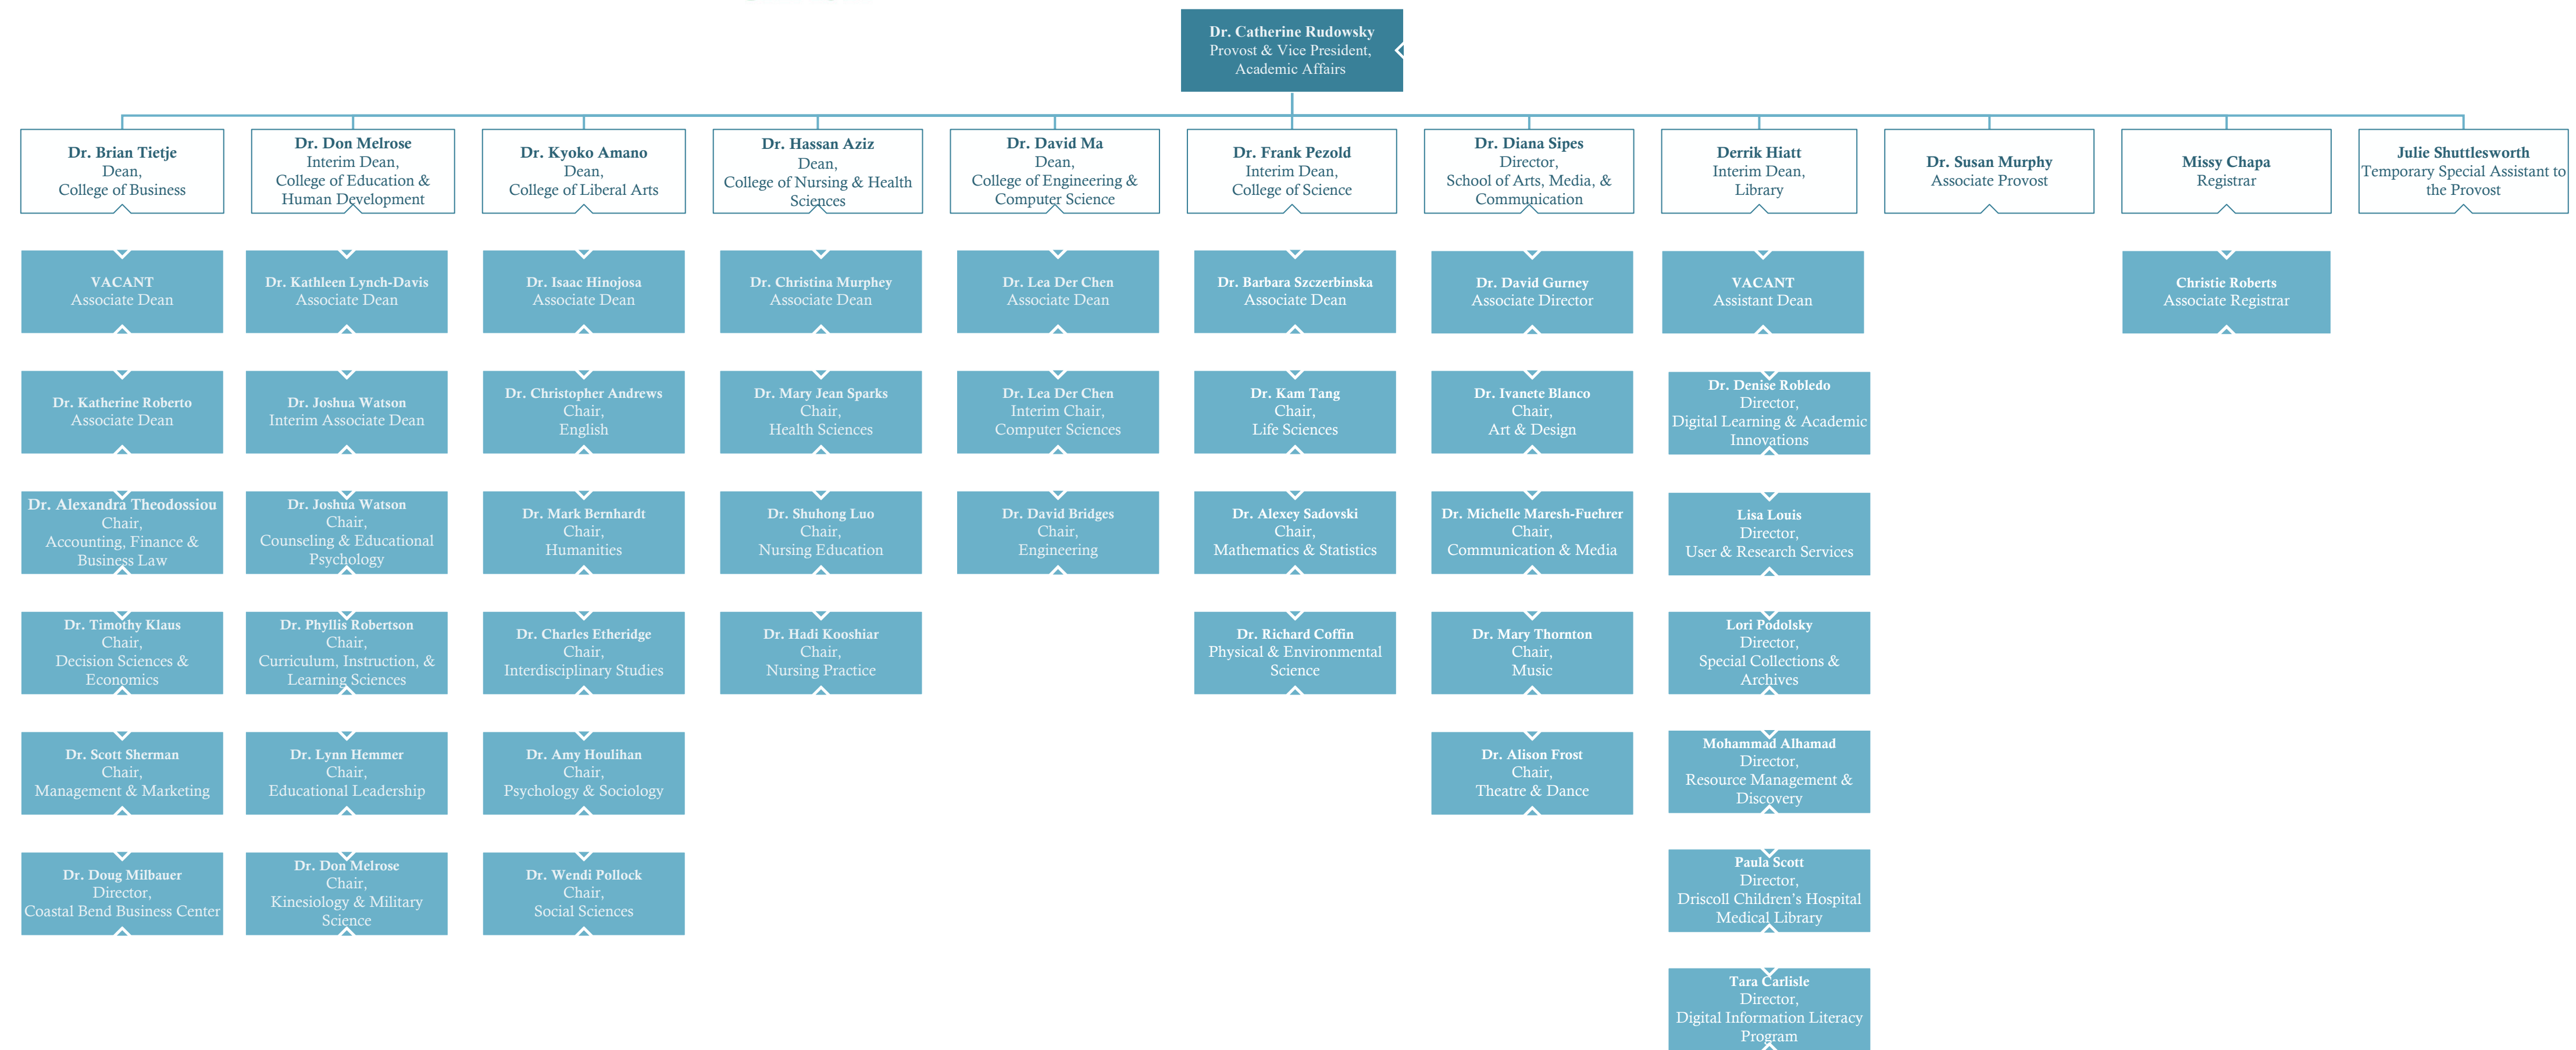 Dr. Catherine Rudowsky
Provost & Vice President,
Academic Affairs
Dr. Brian Tietje
Dean,
College of Business
Dr. Don Melrose
Interim Dean,
College of Education &
Human Development
Dr. Kyoko Amano
Dean,
College of Liberal Arts
Dr. Hassan Aziz
Dean,
College of Nursing & Health
Sciences
Dr. David Ma
Dean,
College of Engineering &
Computer Science
Dr. Frank Pezold
Interim Dean,
College of Science
Dr. Diana Sipes
Director,
School of Arts, Media, &
Communication
Derrik Hiatt
Interim Dean,
Library
Dr. Susan Murphy
Associate Provost
Missy Chapa
Registrar
Julie Shuttlesworth
Temporary Special Assistant to
the Provost
VACANT
Associate Dean
Dr. Kathleen Lynch-Davis
Associate Dean
Dr. Isaac Hinojosa
Associate Dean
Dr. Christina Murphey
Associate Dean
Dr. Lea Der Chen
Associate Dean
Dr. Barbara Szczerbinska
Associate Dean
Dr. David Gurney
Associate Director
VACANT
Assistant Dean
Christie Roberts
Associate Registrar
Dr. Katherine Roberto
Associate Dean
Dr. Joshua Watson
Interim Associate Dean
Dr. Christopher Andrews
Chair,
English
Dr. Mary Jean Sparks
Chair,
Health Sciences
Dr. Lea Der Chen
Interim Chair,
Computer Sciences
Dr. Kam Tang
Chair,
Life Sciences
Dr. Ivanete Blanco
Chair,
Art & Design
Dr. Denise Robledo
Director,
Digital Learning & Academic
Innovations
Dr. Alexandra Theodossiou
Chair,
Accounting, Finance &
Business Law
Dr. Joshua Watson
Chair,
Counseling & Educational
Psychology
Dr. Mark Bernhardt
Chair,
Humanities
Dr. Shuhong Luo
Chair,
Nursing Education
Dr. David Bridges
Chair,
Engineering
Dr. Alexey Sadovski
Chair,
Mathematics & Statistics
Dr. Michelle Maresh-Fuehrer
Chair,
Communication & Media
Lisa Louis
Director,
User & Research Services
Dr. Timothy Klaus
Chair,
Decision Sciences &
Economics
Dr. Phyllis Robertson
Chair,
Curriculum, Instruction, &
Learning Sciences
Dr. Charles Etheridge
Chair,
Interdisciplinary Studies
Dr. Hadi Kooshiar
Chair,
Nursing Practice
Dr. Richard Coffin
Physical & Environmental
Science
Dr. Mary Thornton
Chair,
Music
Lori Podolsky
Director,
Special Collections &
Archives
Dr. Scott Sherman
Chair,
Management & Marketing
Dr. Lynn Hemmer
Chair,
Educational Leadership
Dr. Amy Houlihan
Chair,
Psychology & Sociology
Dr. Alison Frost
Chair,
Theatre & Dance
Mohammad Alhamad
Director,
Resource Management &
Discovery
Dr. Doug Milbauer
Director,
Coastal Bend Business Center
Dr. Don Melrose
Chair,
Kinesiology & Military
Science
Dr. Wendi Pollock
Chair,
Social Sciences
Paula Scott
Director,
Driscoll Children's Hospital
Medical Library
Tara Carlisle
Director,
Digital Information Literacy
Program